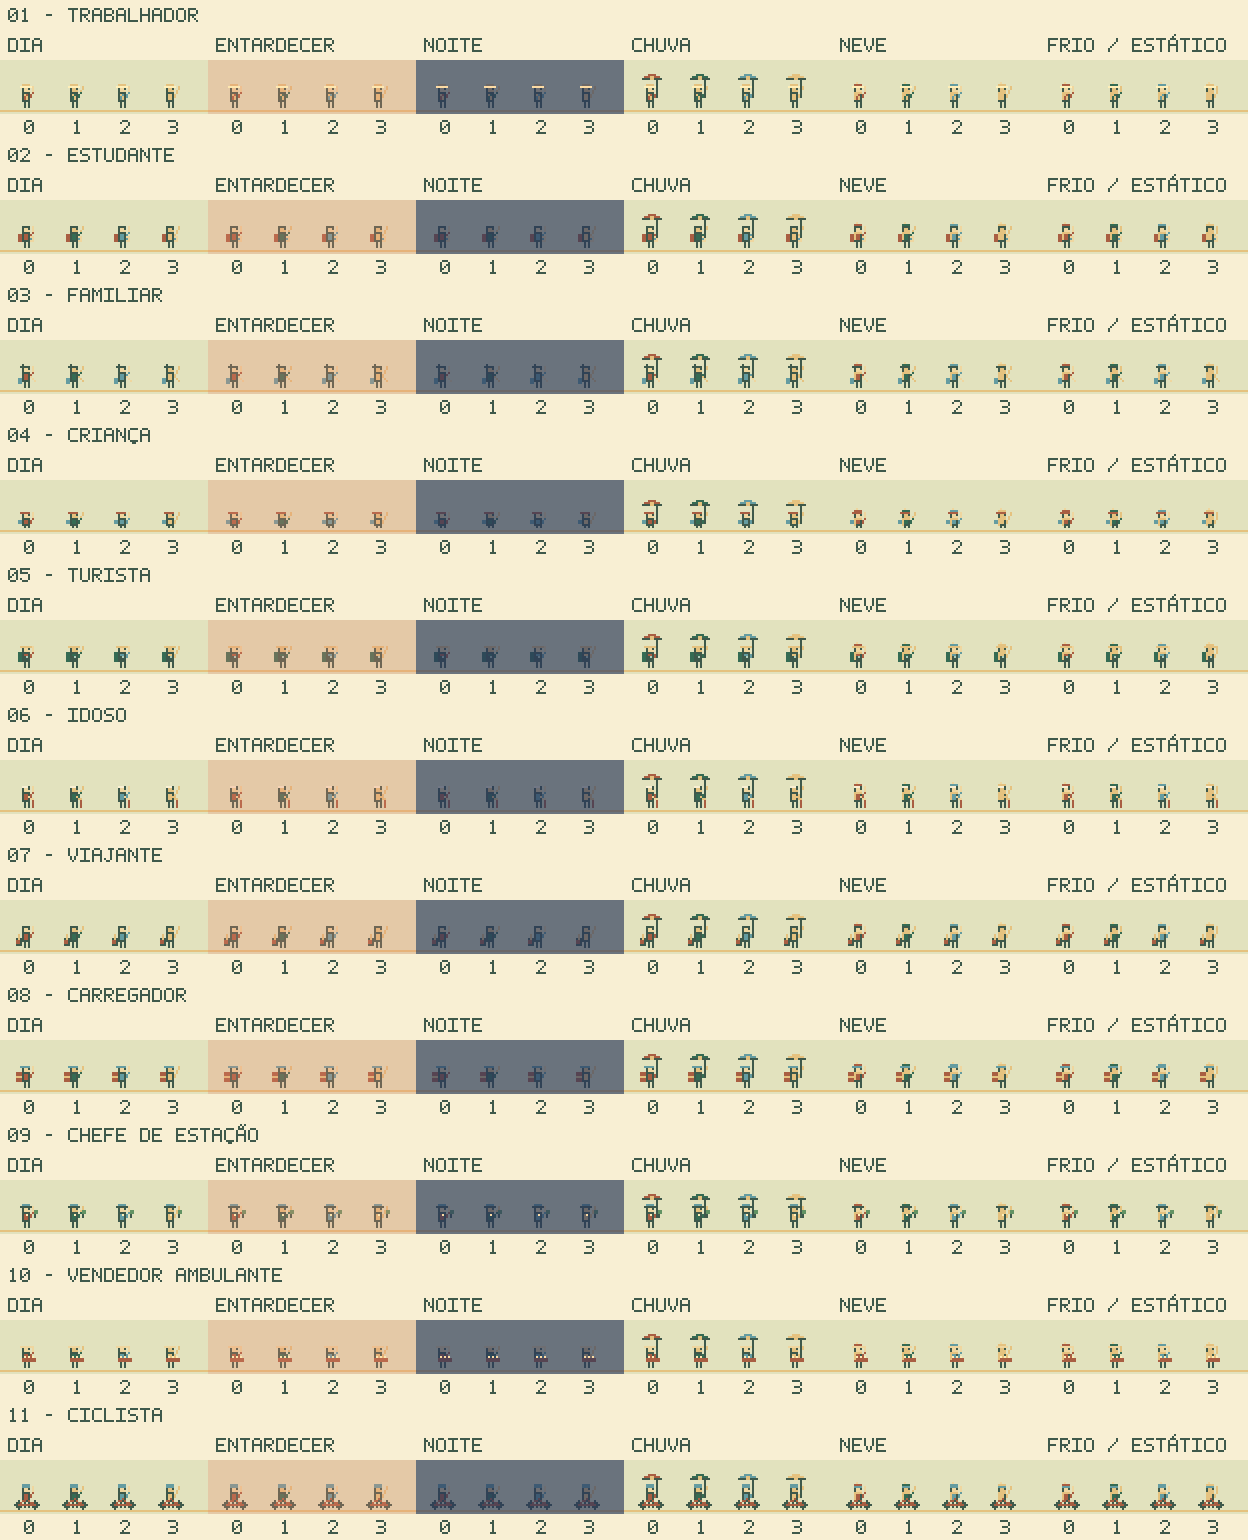 01 - TRABALHADOR
DIA ENTARDECER NOITE CHUVA NEVE FRIO / ESTÁTICO
0 1 2 3 0 1 2 3 0 1 2 3 0 1 2 3 0 1 2 3 0 1 2 3
02 - ESTUDANTE
DIA ENTARDECER NOITE CHUVA NEVE FRIO / ESTÁTICO
0 1 2 3 0 1 2 3 0 1 2 3 0 1 2 3 0 1 2 3 0 1 2 3
03 - FAMILIAR
DIA ENTARDECER NOITE CHUVA NEVE FRIO / ESTÁTICO
0 1 2 3 0 1 2 3 0 1 2 3 0 1 2 3 0 1 2 3 0 1 2 3
04 - CRIANÇA
DIA ENTARDECER NOITE CHUVA NEVE FRIO / ESTÁTICO
0 1 2 3 0 1 2 3 0 1 2 3 0 1 2 3 0 1 2 3 0 1 2 3
05 - TURISTA
DIA ENTARDECER NOITE CHUVA NEVE FRIO / ESTÁTICO
0 1 2 3 0 1 2 3 0 1 2 3 0 1 2 3 0 1 2 3 0 1 2 3
06 - IDOSO
DIA ENTARDECER NOITE CHUVA NEVE FRIO / ESTÁTICO
0 1 2 3 0 1 2 3 0 1 2 3 0 1 2 3 0 1 2 3 0 1 2 3
07 - VIAJANTE
DIA ENTARDECER NOITE CHUVA NEVE FRIO / ESTÁTICO
0 1 2 3 0 1 2 3 0 1 2 3 0 1 2 3 0 1 2 3 0 1 2 3
08 - CARREGADOR
DIA ENTARDECER NOITE CHUVA NEVE FRIO / ESTÁTICO
0 1 2 3 0 1 2 3 0 1 2 3 0 1 2 3 0 1 2 3 0 1 2 3
09 - CHEFE DE ESTAÇÃO
DIA ENTARDECER NOITE CHUVA NEVE FRIO / ESTÁTICO
0 1 2 3 0 1 2 3 0 1 2 3 0 1 2 3 0 1 2 3 0 1 2 3
10 - VENDEDOR AMBULANTE
DIA ENTARDECER NOITE CHUVA NEVE FRIO / ESTÁTICO
0 1 2 3 0 1 2 3 0 1 2 3 0 1 2 3 0 1 2 3 0 1 2 3
11 - CICLISTA
DIA ENTARDECER NOITE CHUVA NEVE FRIO / ESTÁTICO
0 1 2 3 0 1 2 3 0 1 2 3 0 1 2 3 0 1 2 3 0 1 2 3